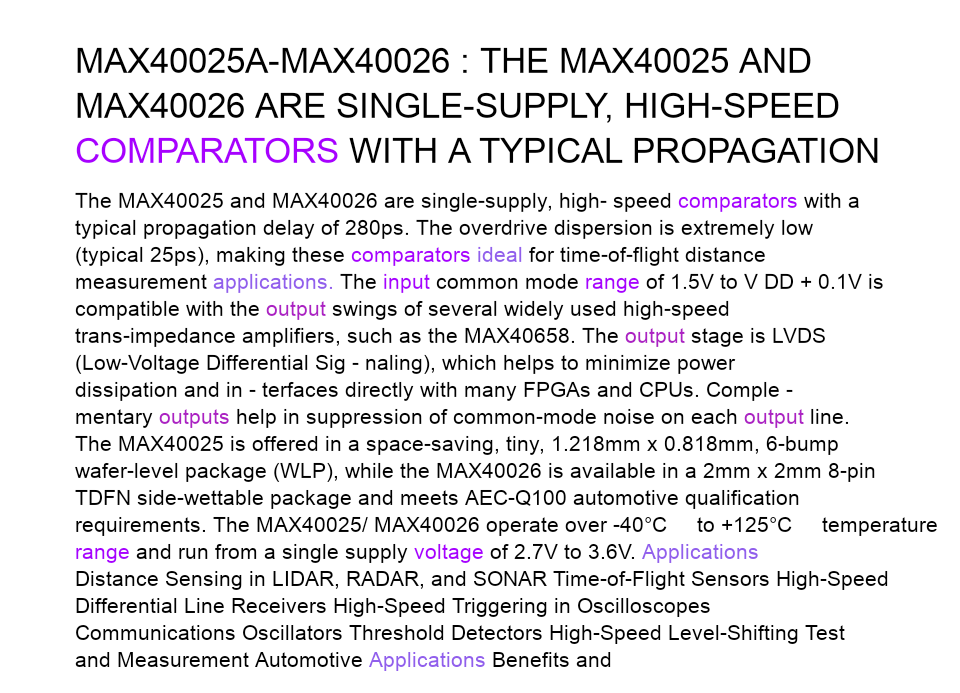 MAX40025A-MAX40026 : THE MAX40025 AND
MAX40026 ARE SINGLE-SUPPLY, HIGH-SPEED
COMPARATORS WITH A TYPICAL PROPAGATION
The MAX40025 and MAX40026 are single-supply, high- speed comparators with a
typical propagation delay of 280ps. The overdrive dispersion is extremely low
(typical 25ps), making these comparators ideal for time-of-flight distance
measurement applications. The input common mode range of 1.5V to V DD + 0.1V is
compatible with the output swings of several widely used high-speed
trans-impedance amplifiers, such as the MAX40658. The output stage is LVDS
(Low-Voltage Differential Sig - naling), which helps to minimize power
dissipation and in - terfaces directly with many FPGAs and CPUs. Comple -
mentary outputs help in suppression of common-mode noise on each output line.
The MAX40025 is offered in a space-saving, tiny, 1.218mm x 0.818mm, 6-bump
wafer-level package (WLP), while the MAX40026 is available in a 2mm x 2mm 8-pin
TDFN side-wettable package and meets AEC-Q100 automotive qualification
requirements. The MAX40025/ MAX40026 operate over -40°C to +125°C temperature
range and run from a single supply voltage of 2.7V to 3.6V. Applications
Distance Sensing in LIDAR, RADAR, and SONAR Time-of-Flight Sensors High-Speed
Differential Line Receivers High-Speed Triggering in Oscilloscopes
Communications Oscillators Threshold Detectors High-Speed Level-Shifting Test
and Measurement Automotive Applications Benefits and